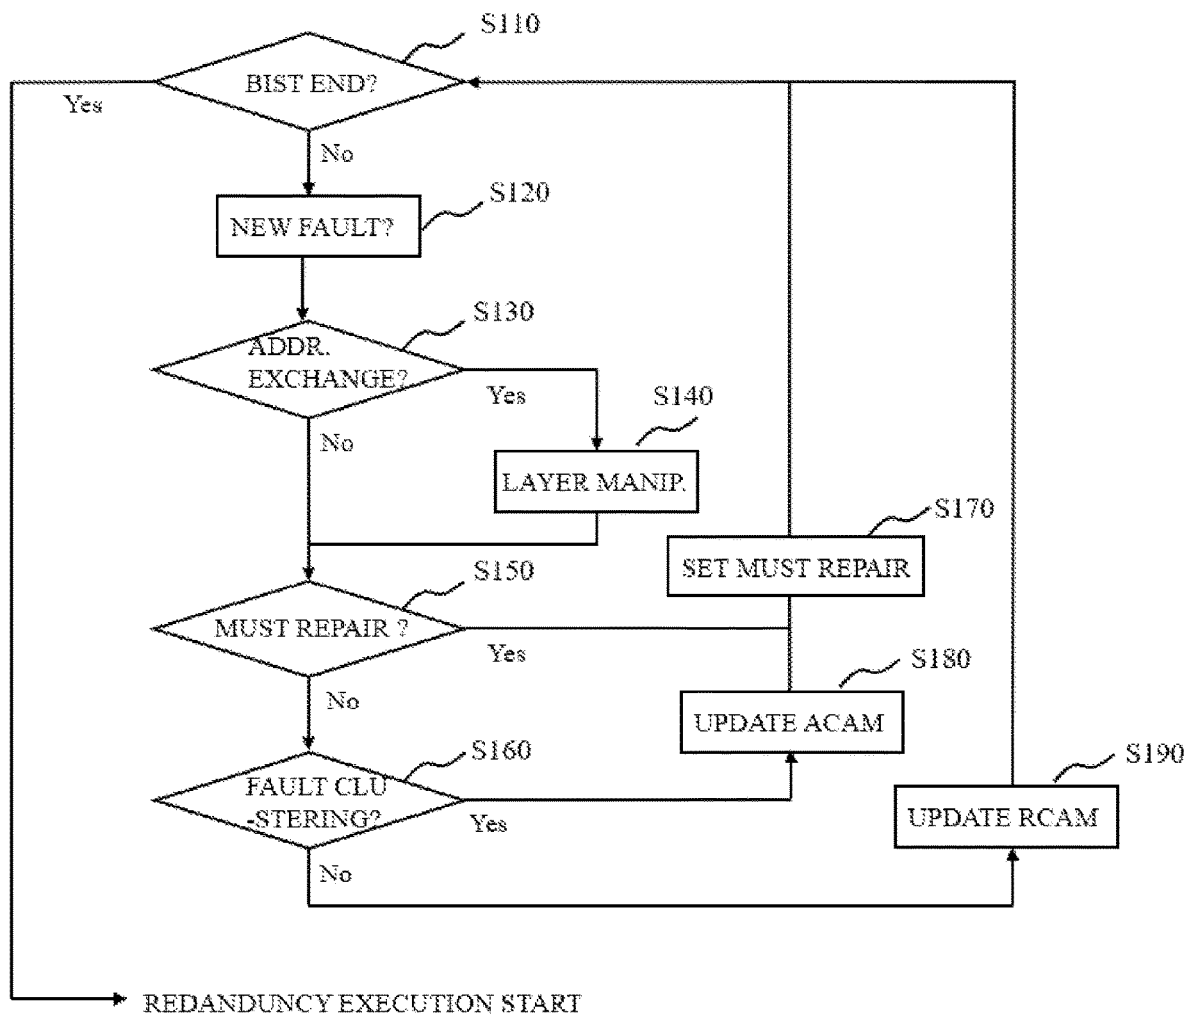 S110
BIST END?
Yes
No
S120
NEW FAULT?
S130
ADDR.
EXCHANGE?
Yes
No
S140
LAYER MANIP.
S170
SET MUST REPAIR
S150
MUST REPAIR ?
Yes
No
S180
UPDATE ACAM
S160
FAULT CLU
-STERING?
Yes
No
S190
UPDATE RCAM
REDANDUNCY EXECUTION START